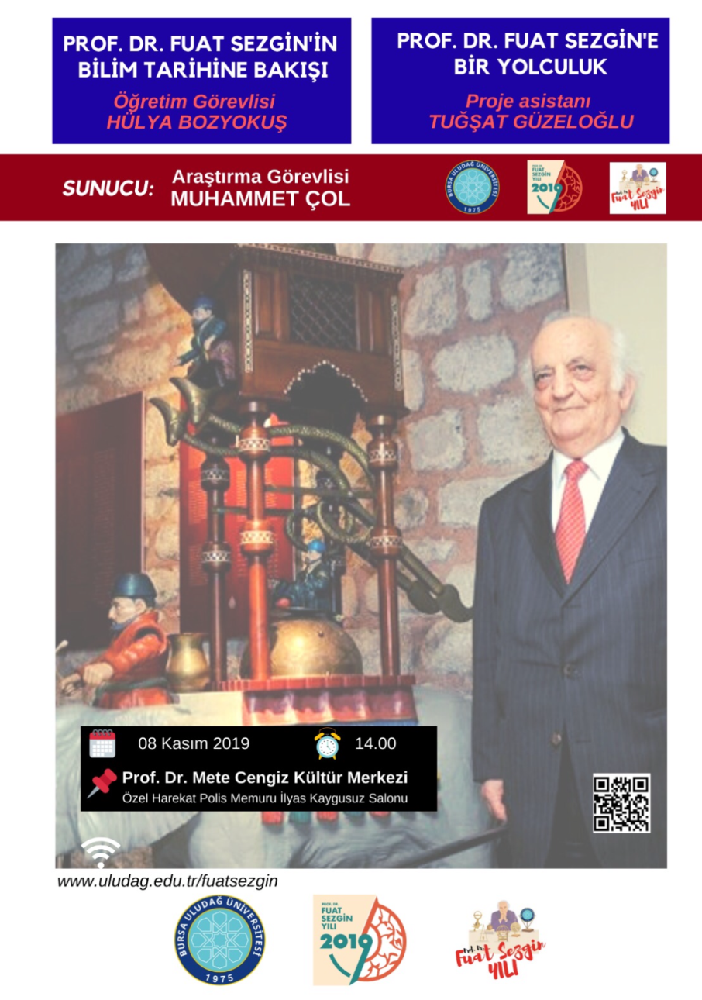 PROF. DR. FUAT SEZGİN'İN
BİLİM TARİHİNE BAKIŞI
Öğretim Görevlisi
HÜLYA BOZYOKUŞ
PROF. DR. FUAT SEZGİN'E
BİR YOLCULUK
Proje asistanı
TUĞŞAT GÜZELOĞLU
SUNUCU:
Araştırma Görevlisi
MUHAMMET ÇOL
BURSA ULUDAĞ ÜNİVERSİTESİ
1975
PROF. DR.
FUAT
SEZGİN
YILI
2019
Prof. Dr.
Fuat Sezgin
YILI
08 Kasım 2019
14.00
Prof. Dr. Mete Cengiz Kültür Merkezi
Özel Harekat Polis Memuru İlyas Kaygusuz Salonu
www.uludag.edu.tr/fuatsezgin
BURSA ULUDAĞ ÜNİVERSİTESİ
1975
PROF. DR.
FUAT
SEZGİN
YILI
2019
Prof. Dr.
Fuat Sezgin
YILI